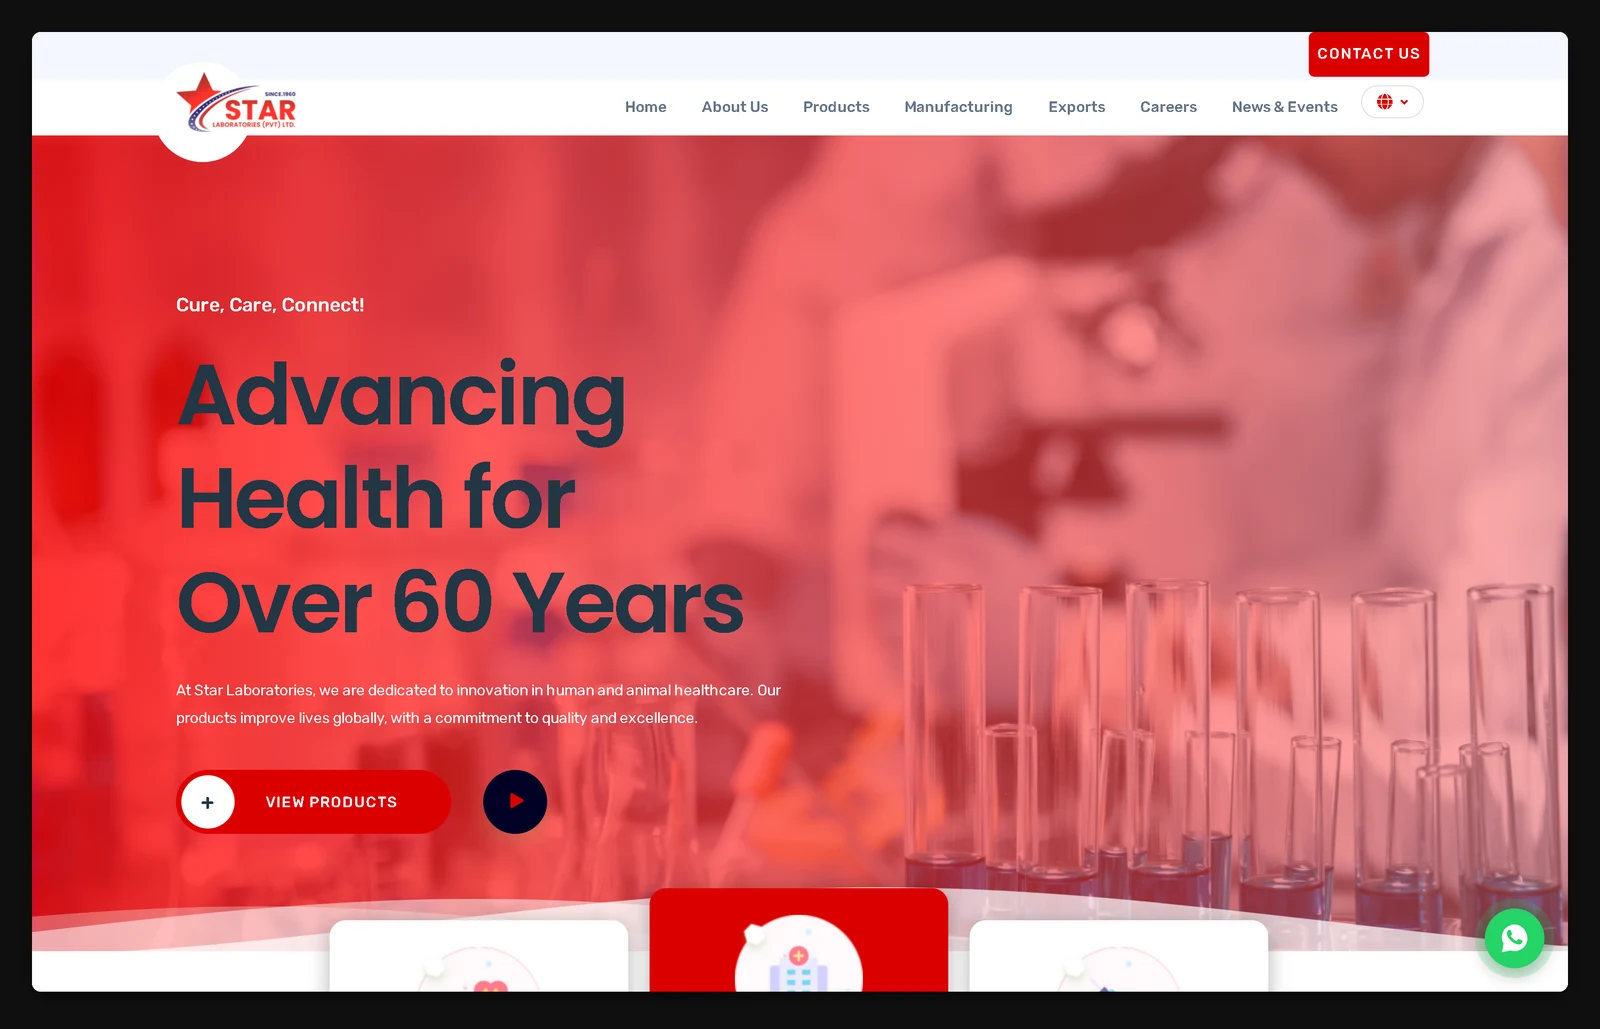 CONTACT US
SINCE.1960
STAR
LABORATORIES (PVT) LTD.
Home
About Us
Products
Manufacturing
Exports
Careers
News & Events
Cure, Care, Connect!
Advancing
Health for
Over 60 Years
At Star Laboratories, we are dedicated to innovation in human and animal healthcare. Our
products improve lives globally, with a commitment to quality and excellence.
VIEW PRODUCTS